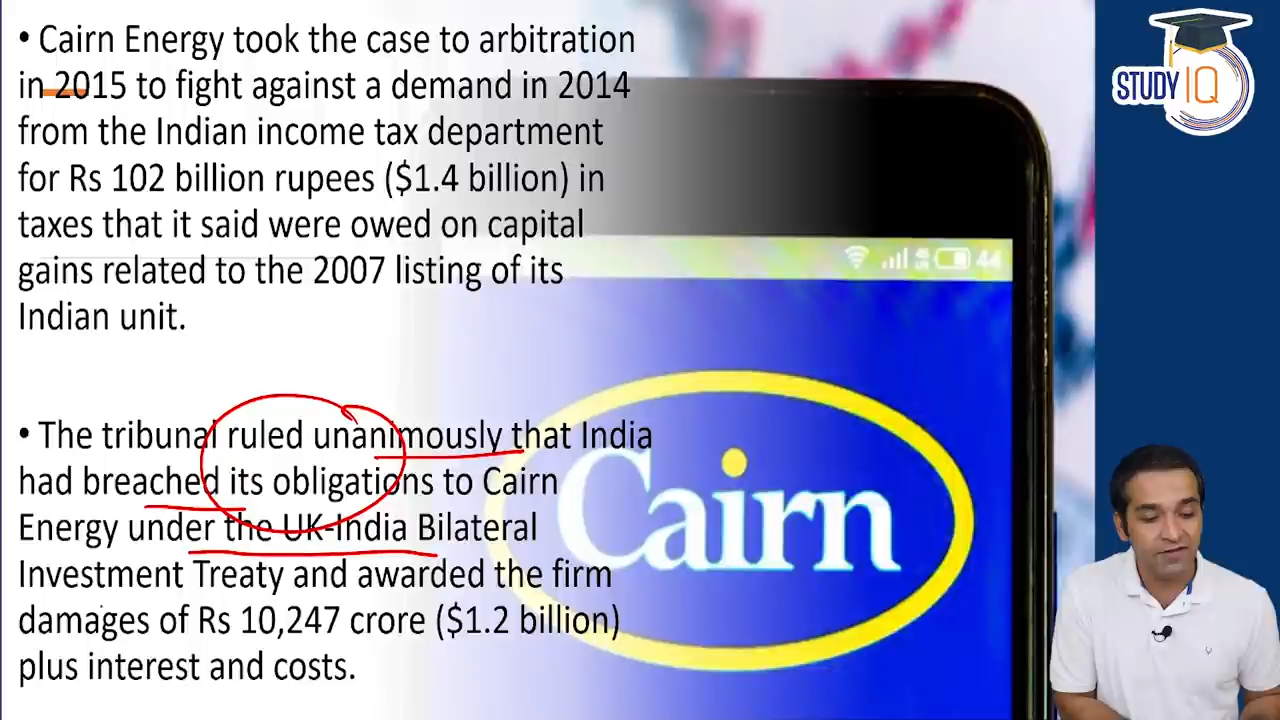 • Cairn Energy took the case to arbitration
in 2015 to fight against a demand in 2014
from the Indian income tax department
for Rs 102 billion rupees ($1.4 billion) in
taxes that it said were owed on capital
gains related to the 2007 listing of its
Indian unit.
• The tribunal ruled unanimously that India
had breached its obligations to Cairn
Energy under the UK-India Bilateral
Investment Treaty and awarded the firm
damages of Rs 10,247 crore ($1.2 billion)
plus interest and costs.
44
Cairn
STUDY IQ